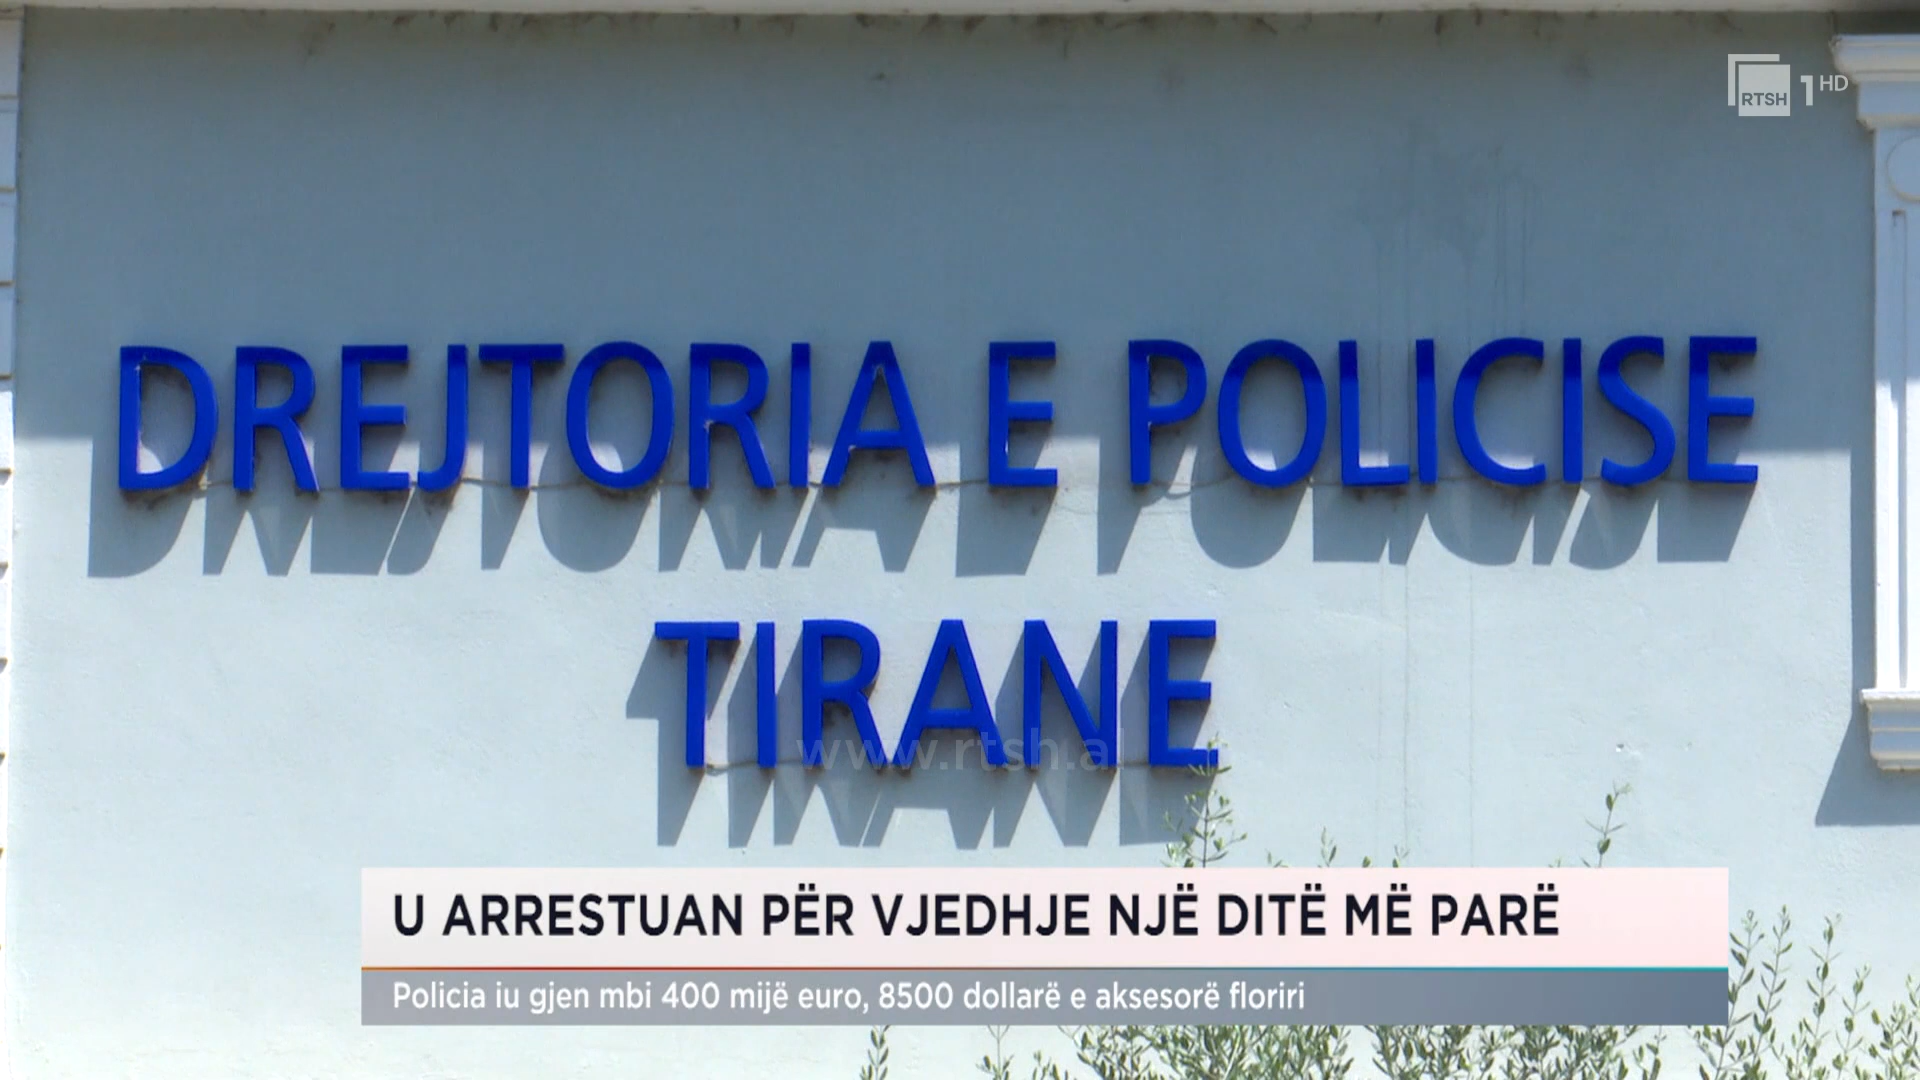 RTSH 1 HD
DREJTORIA E POLICISE
TIRANE
www.rtsh.al
U ARRESTUAN PËR VJEDHJE NJË DITË MË PARË
Policia iu gjen mbi 400 mijë euro, 8500 dollarë e aksesorë floriri